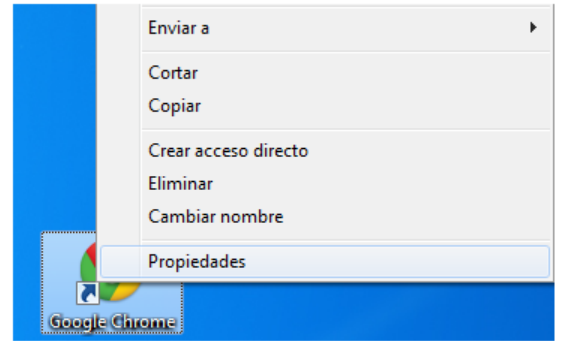 Enviar a
Cortar
Copiar
Crear acceso directo
Eliminar
Cambiar nombre
Propiedades
Google Chrome